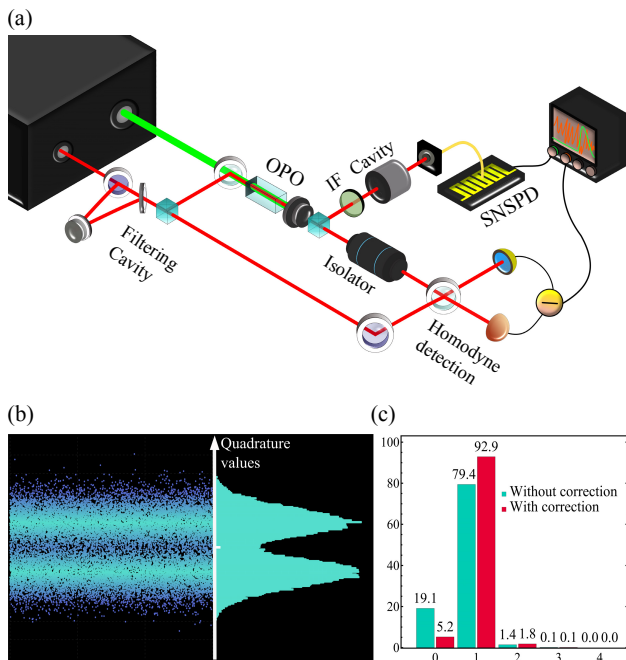 (a)
OPO
IF Cavity
SNSPD
Filtering
Cavity
Isolator
Homodyne
detection
(b)
Quadrature
values
(c)
100
80
60
40
20
0
19.1
5.2
79.4
92.9
1.4
1.8
0.1
0.1
0.0
0.0
Without correction
With correction
0
1
2
3
4